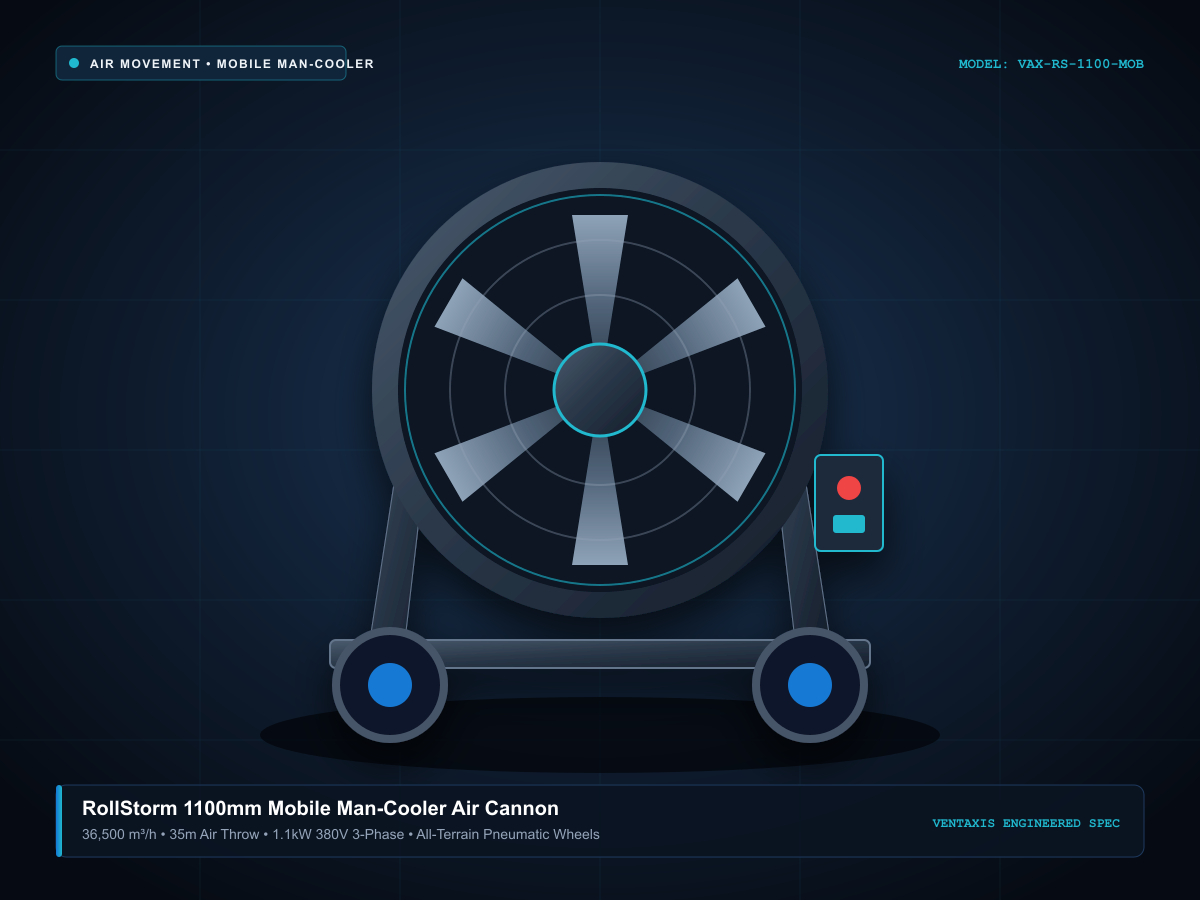 AIR MOVEMENT • MOBILE MAN-COOLER
MODEL: VAX-RS-1100-MOB
RollStorm 1100mm Mobile Man-Cooler Air Cannon
36,500 m³/h • 35m Air Throw • 1.1kW 380V 3-Phase • All-Terrain Pneumatic Wheels
VENTAXIS ENGINEERED SPEC